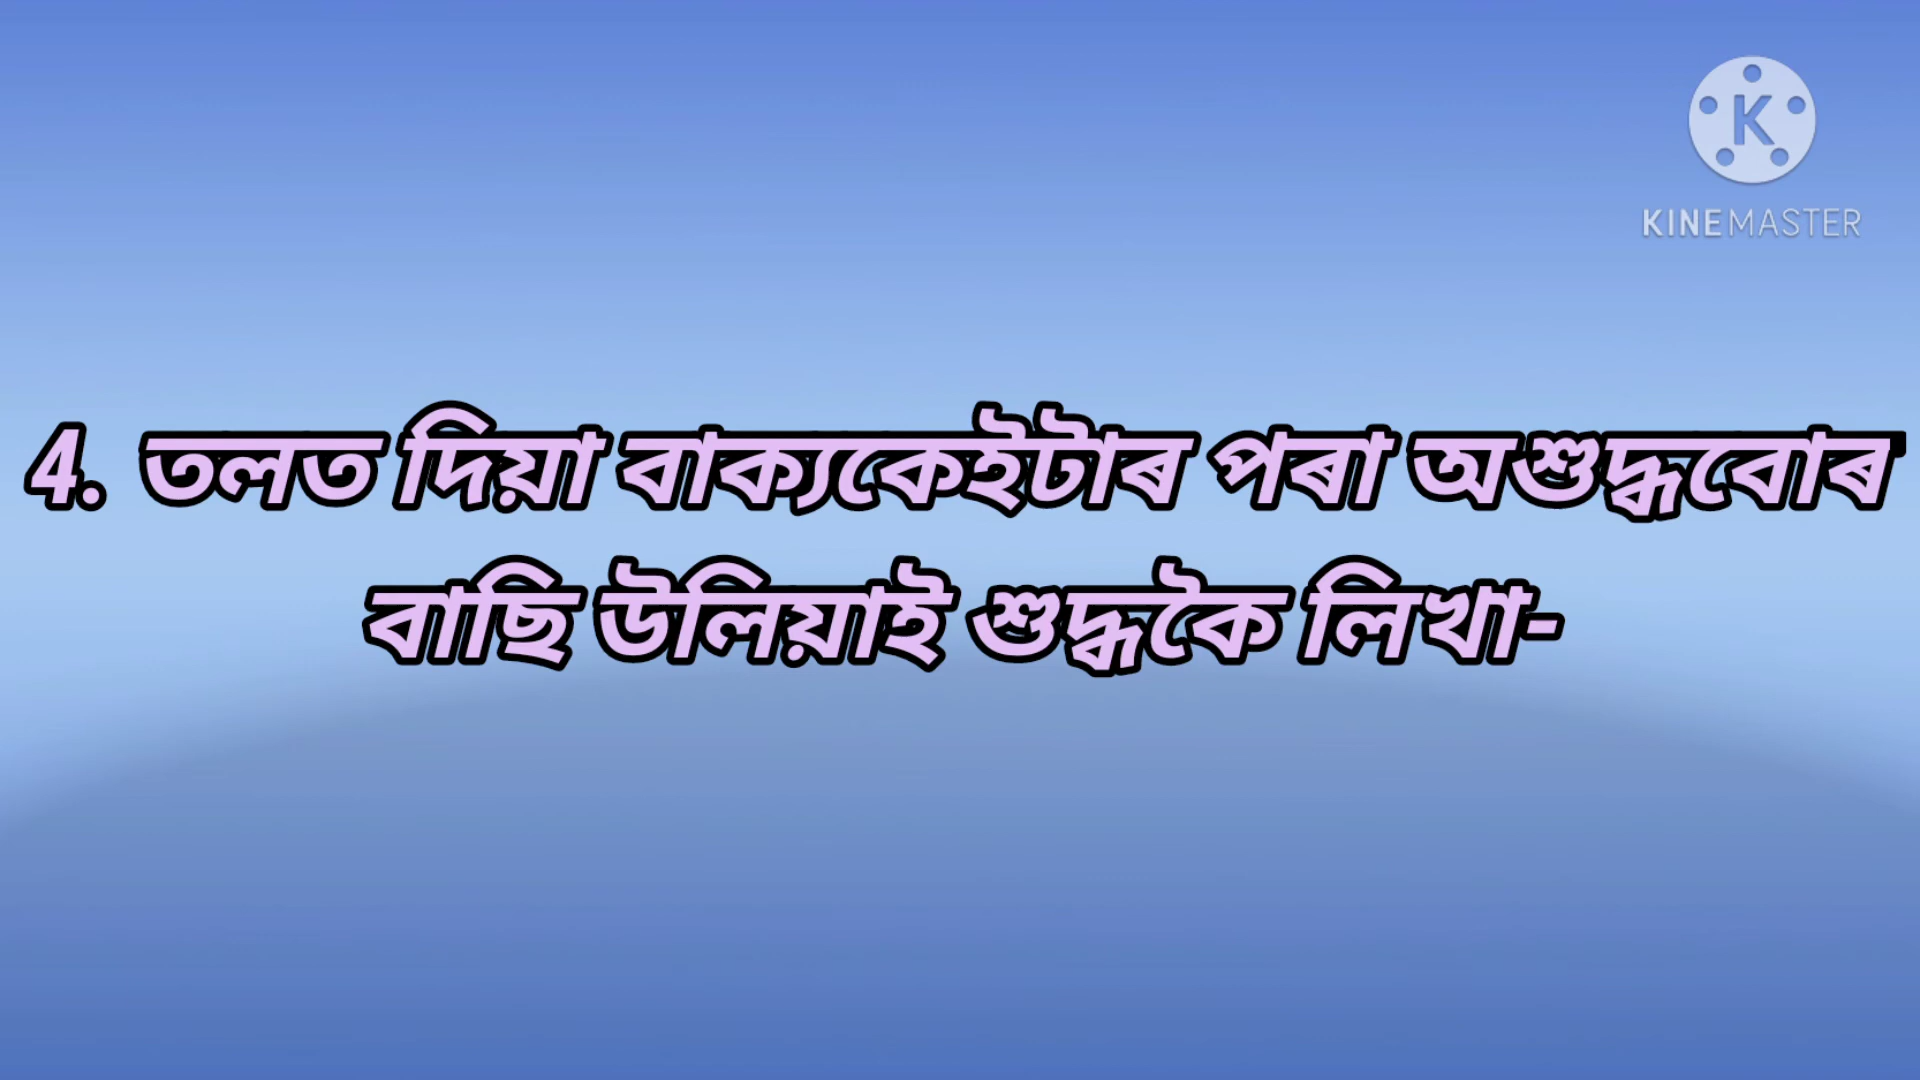 KINEMASTER
4. তলত দিয়া বাক্যকেইটাৰ পৰা অশুদ্ধবোৰ
বাছি উলিয়াই শুদ্ধকৈ লিখা-